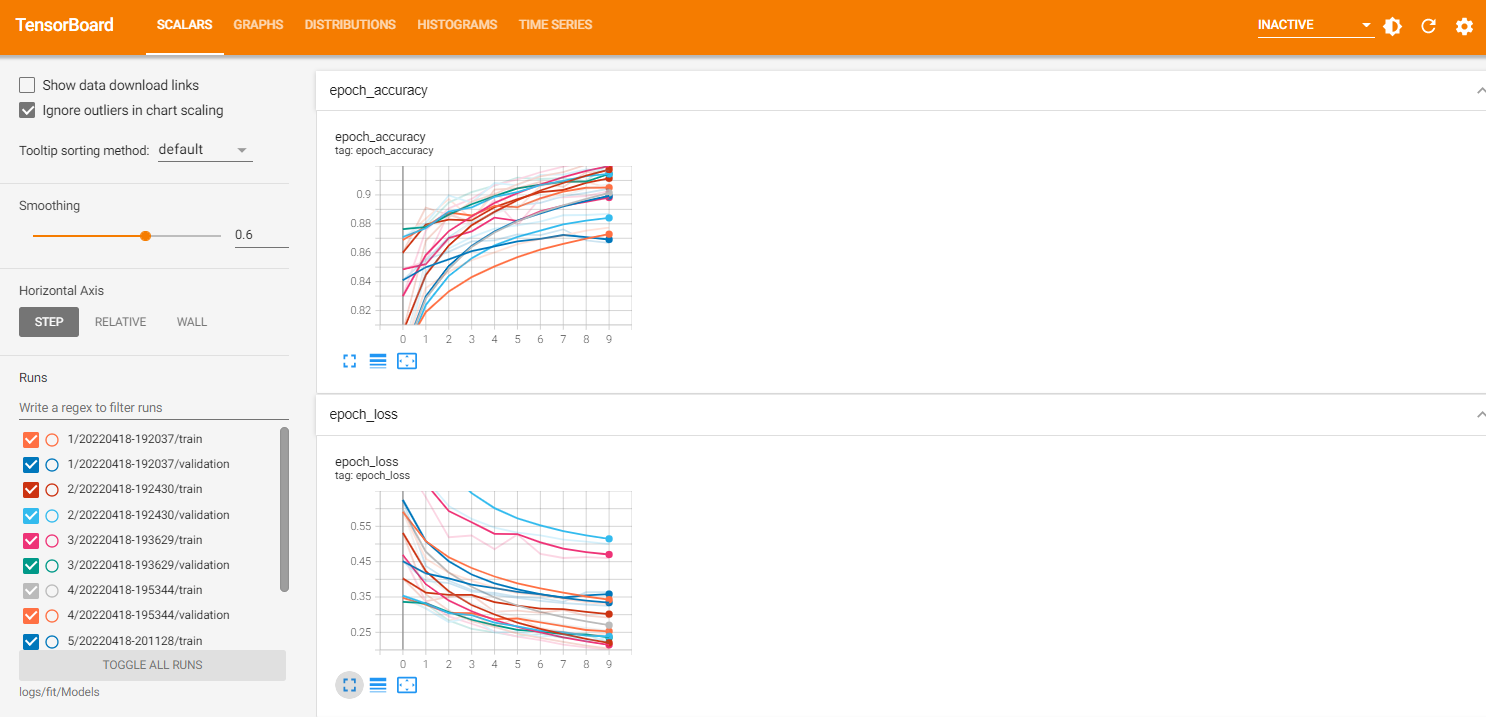 TensorBoard SCALARS GRAPHS DISTRIBUTIONS HISTOGRAMS TIME SERIES INACTIVE
Show data download links
Ignore outliers in chart scaling
Tooltip sorting method: default
Smoothing
0.6
Horizontal Axis
STEP RELATIVE WALL
Runs
Write a regex to filter runs
1/20220418-192037/train
1/20220418-192037/validation
2/20220418-192430/train
2/20220418-192430/validation
3/20220418-193629/train
3/20220418-193629/validation
4/20220418-195344/train
4/20220418-195344/validation
5/20220418-201128/train
TOGGLE ALL RUNS
logs/fit/Models
epoch_accuracy
epoch_accuracy
tag: epoch_accuracy
0.9
0.88
0.86
0.84
0.82
0 1 2 3 4 5 6 7 8 9
epoch_loss
epoch_loss
tag: epoch_loss
0.55
0.45
0.35
0.25
0 1 2 3 4 5 6 7 8 9